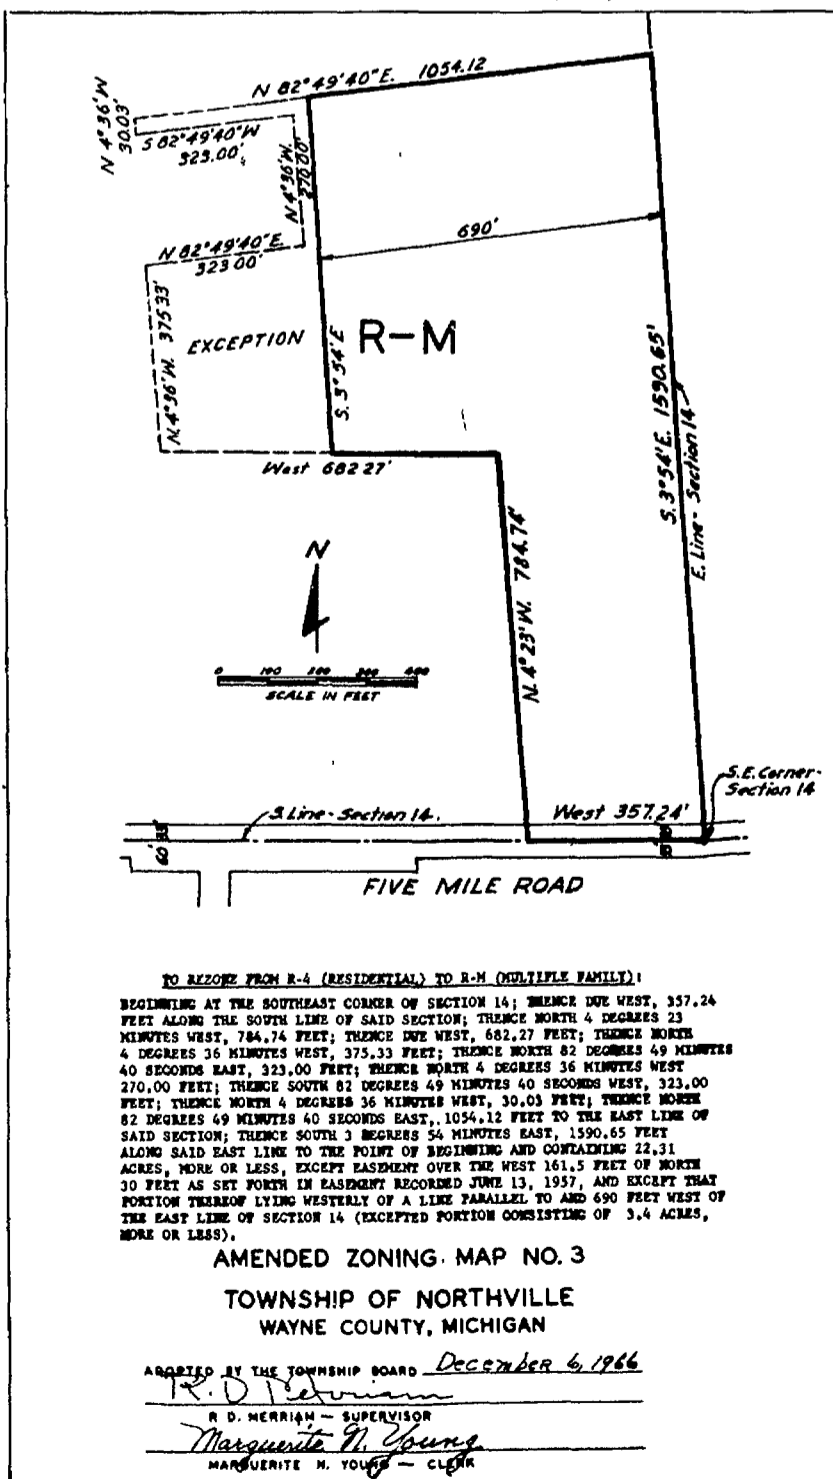 N 82°49'40"E. 1054.12
N 4°36'W
30.03'
S 82°49'40"W
323.00'
N 4°36'W.
270.00'
690'
N 82°49'40"E.
323.00'
N.4°36'W. 375.33'
EXCEPTION
R-M
S. 3°54'E
S. 3°54'E. 1590.65'
E. Line - Section 14
West 682.27'
N
N. 4°23'W. 784.74'
0 100 200 300 400
SCALE IN FEET
S.E. Corner-
Section 14
S. Line - Section 14.
West 357.24'
60'
FIVE MILE ROAD
TO REZONE FROM R-4 (RESIDENTIAL) TO R-M (MULTIPLE FAMILY):
BEGINNING AT THE SOUTHEAST CORNER OF SECTION 14; THENCE DUE WEST, 357.24
FEET ALONG THE SOUTH LINE OF SAID SECTION; THENCE NORTH 4 DEGREES 23
MINUTES WEST, 784.74 FEET; THENCE DUE WEST, 682.27 FEET; THENCE NORTH
4 DEGREES 36 MINUTES WEST, 375.33 FEET; THENCE NORTH 82 DEGREES 49 MINUTES
40 SECONDS EAST, 323.00 FEET; THENCE NORTH 4 DEGREES 36 MINUTES WEST
270.00 FEET; THENCE SOUTH 82 DEGREES 49 MINUTES 40 SECONDS WEST, 323.00
FEET; THENCE NORTH 4 DEGREES 36 MINUTES WEST, 30.03 FEET; THENCE NORTH
82 DEGREES 49 MINUTES 40 SECONDS EAST, 1054.12 FEET TO THE EAST LINE OF
SAID SECTION; THENCE SOUTH 3 DEGREES 54 MINUTES EAST, 1590.65 FEET
ALONG SAID EAST LINE TO THE POINT OF BEGINNING AND CONTAINING 22.31
ACRES, MORE OR LESS, EXCEPT EASEMENT OVER THE WEST 161.5 FEET OF NORTH
30 FEET AS SET FORTH IN EASEMENT RECORDED JUNE 13, 1957, AND EXCEPT THAT
PORTION THEREOF LYING WESTERLY OF A LINE PARALLEL TO AND 690 FEET WEST OF
THE EAST LINE OF SECTION 14 (EXCEPTED PORTION CONSISTING OF 3.4 ACRES,
MORE OR LESS).
AMENDED ZONING MAP NO. 3
TOWNSHIP OF NORTHVILLE
WAYNE COUNTY, MICHIGAN
ADOPTED BY THE TOWNSHIP BOARD December 6, 1966
R. D. Merriam
R D. MERRIAM — SUPERVISOR
Marguerite N. Young
MARGUERITE N. YOUNG — CLERK